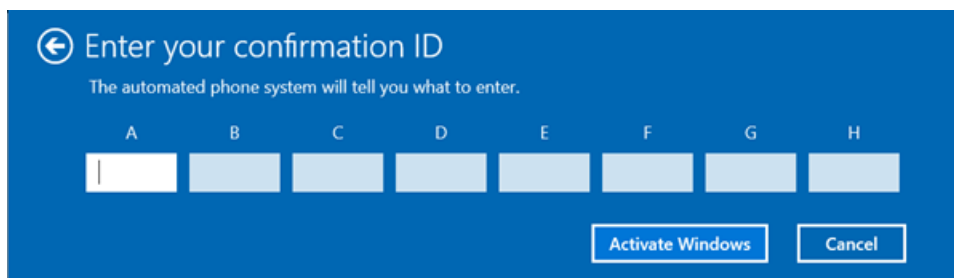 Enter your confirmation ID
The automated phone system will tell you what to enter.
A B C D E F G H
Activate Windows Cancel